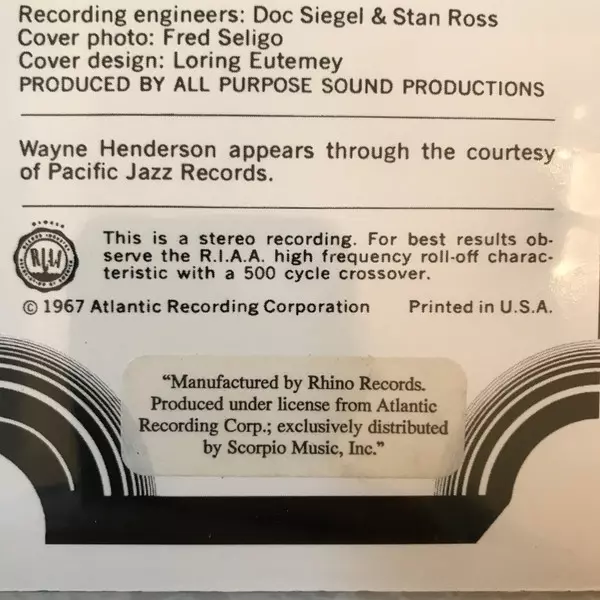 Recording engineers: Doc Siegel & Stan Ross
Cover photo: Fred Seligo
Cover design: Loring Eutemey
PRODUCED BY ALL PURPOSE SOUND PRODUCTIONS
Wayne Henderson appears through the courtesy
of Pacific Jazz Records.
This is a stereo recording. For best results ob-
serve the R.I.A.A. high frequency roll-off charac-
teristic with a 500 cycle crossover.
© 1967 Atlantic Recording Corporation Printed in U.S.A.
“Manufactured by Rhino Records.
Produced under license from Atlantic
Recording Corp.; exclusively distributed
by Scorpio Music, Inc.”